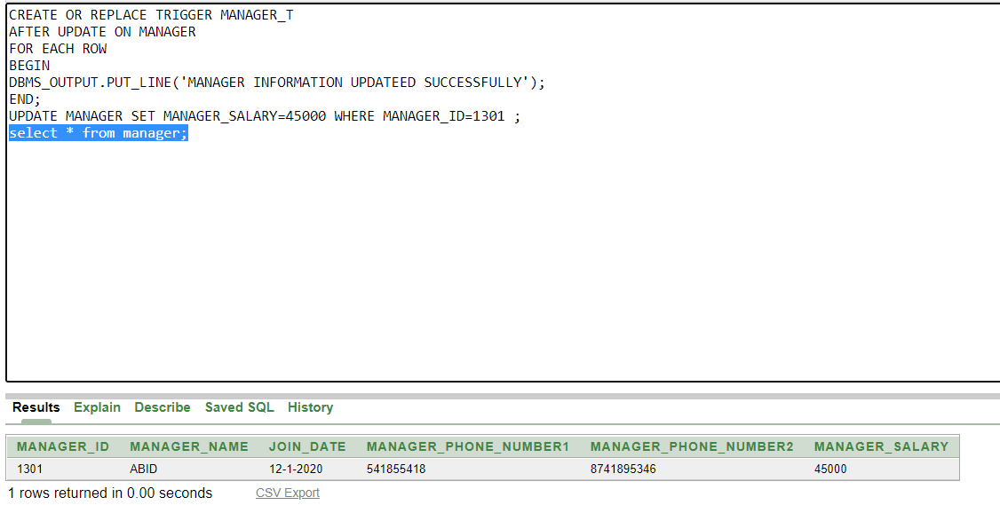 CREATE OR REPLACE TRIGGER MANAGER_T
AFTER UPDATE ON MANAGER
FOR EACH ROW
BEGIN
DBMS_OUTPUT.PUT_LINE('MANAGER INFORMATION UPDATEED SUCCESSFULLY');
END;
UPDATE MANAGER SET MANAGER_SALARY=45000 WHERE MANAGER_ID=1301 ;
select * from manager;
Results Explain Describe Saved SQL History
MANAGER_ID MANAGER_NAME JOIN_DATE MANAGER_PHONE_NUMBER1 MANAGER_PHONE_NUMBER2 MANAGER_SALARY
1301 ABID 12-1-2020 541855418 8741895346 45000
1 rows returned in 0.00 seconds CSV Export